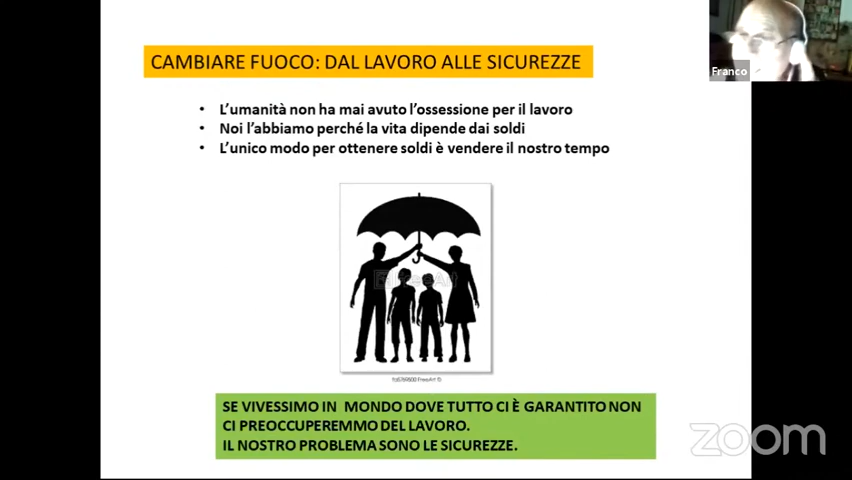 CAMBIARE FUOCO: DAL LAVORO ALLE SICUREZZE
Franco
• L'umanità non ha mai avuto l'ossessione per il lavoro
• Noi l'abbiamo perché la vita dipende dai soldi
• L'unico modo per ottenere soldi è vendere il nostro tempo
SE VIVESSIMO IN MONDO DOVE TUTTO CI È GARANTITO NON
CI PREOCCUPEREMMO DEL LAVORO.
IL NOSTRO PROBLEMA SONO LE SICUREZZE.
zoom